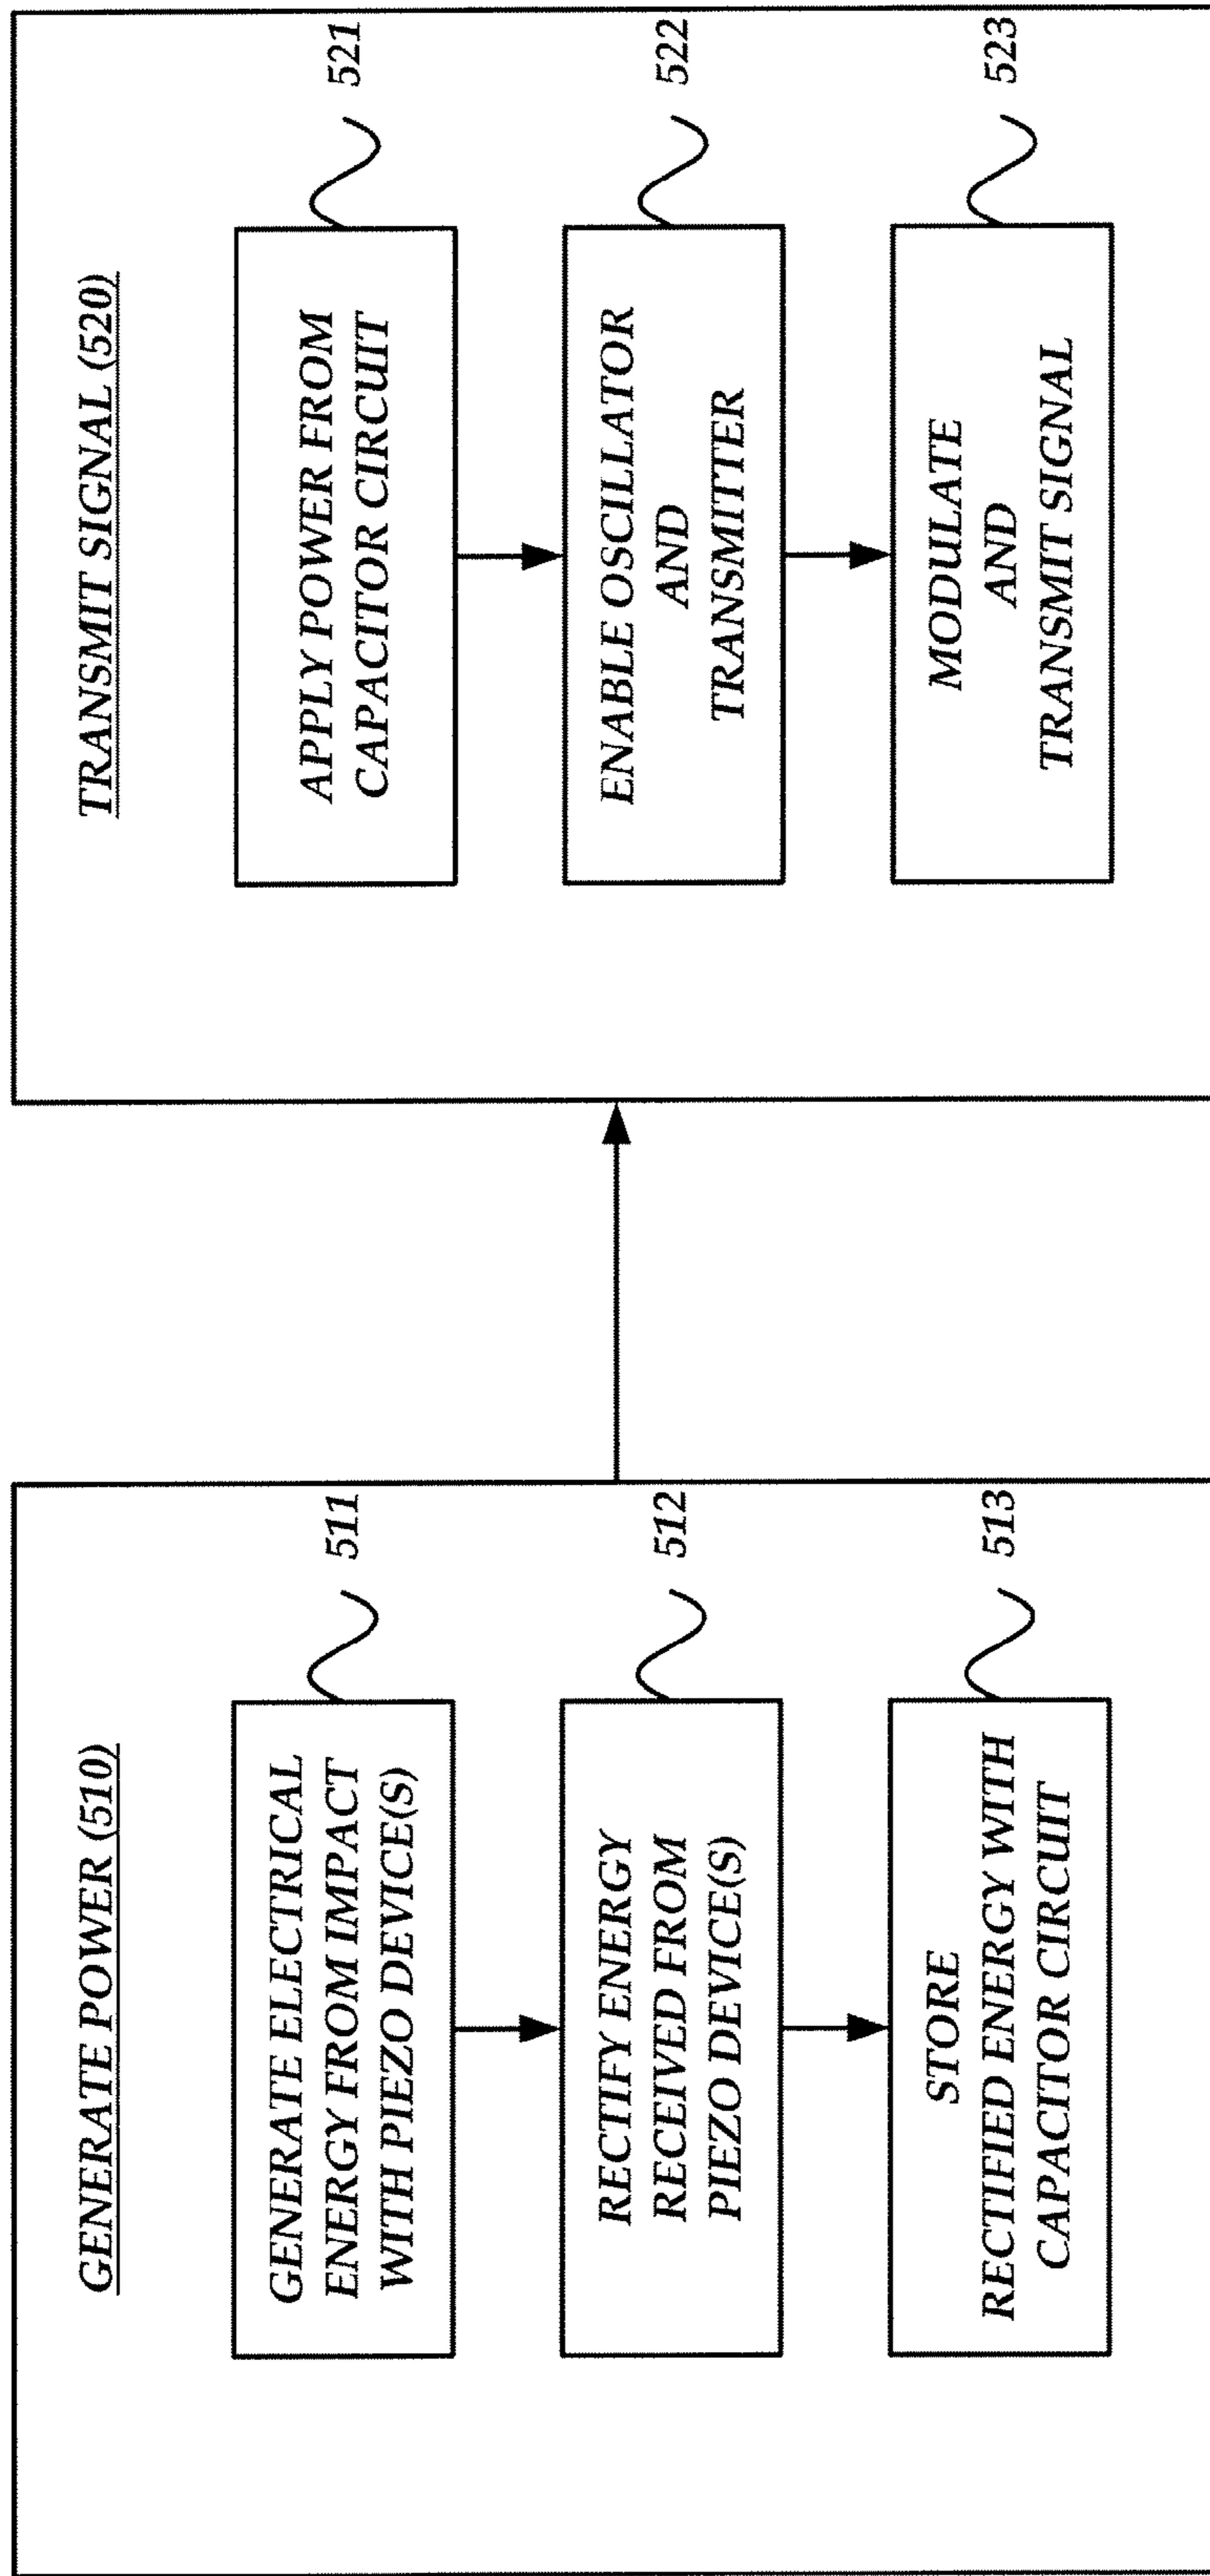 GENERATE POWER (510)
GENERATE ELECTRICAL
ENERGY FROM IMPACT
WITH PIEZO DEVICE(S)
511
RECTIFY ENERGY
RECEIVED FROM
PIEZO DEVICE(S)
512
STORE
RECTIFIED ENERGY WITH
CAPACITOR CIRCUIT
513
TRANSMIT SIGNAL (520)
APPLY POWER FROM
CAPACITOR CIRCUIT
521
ENABLE OSCILLATOR
AND
TRANSMITTER
522
MODULATE
AND
TRANSMIT SIGNAL
523